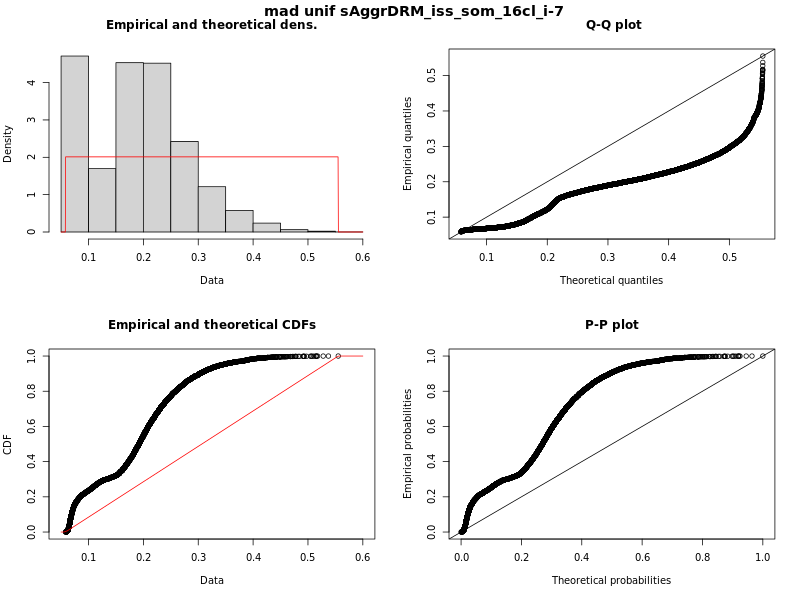 mad unif sAggrDRM_iss_som_16cl_i-7
Empirical and theoretical dens.
Density
0 1 2 3 4
0.1 0.2 0.3 0.4 0.5 0.6
Data
Q-Q plot
Empirical quantiles
0.1 0.2 0.3 0.4 0.5
0.1 0.2 0.3 0.4 0.5
Theoretical quantiles
Empirical and theoretical CDFs
CDF
0.0 0.2 0.4 0.6 0.8 1.0
0.1 0.2 0.3 0.4 0.5 0.6
Data
P-P plot
Empirical probabilities
0.0 0.2 0.4 0.6 0.8 1.0
0.0 0.2 0.4 0.6 0.8 1.0
Theoretical probabilities